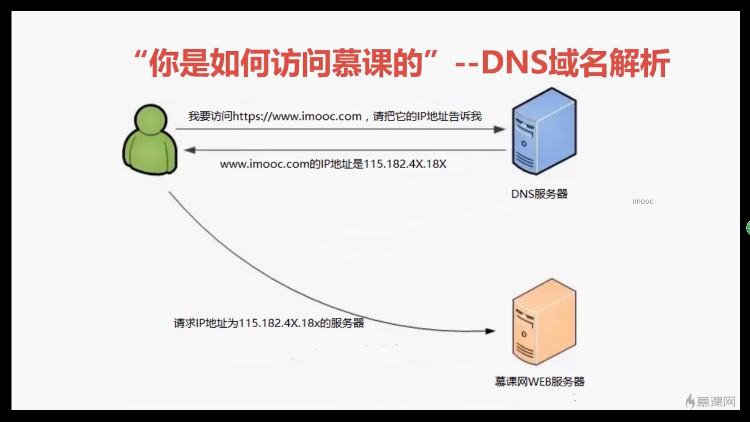 “你是如何访问慕课的”--DNS域名解析
我要访问https://www.imooc.com，请把它的IP地址告诉我
www.imooc.com的IP地址是115.182.4X.18X
DNS服务器
imooc
请求IP地址为115.182.4X.18x的服务器
慕课网WEB服务器
慕课网